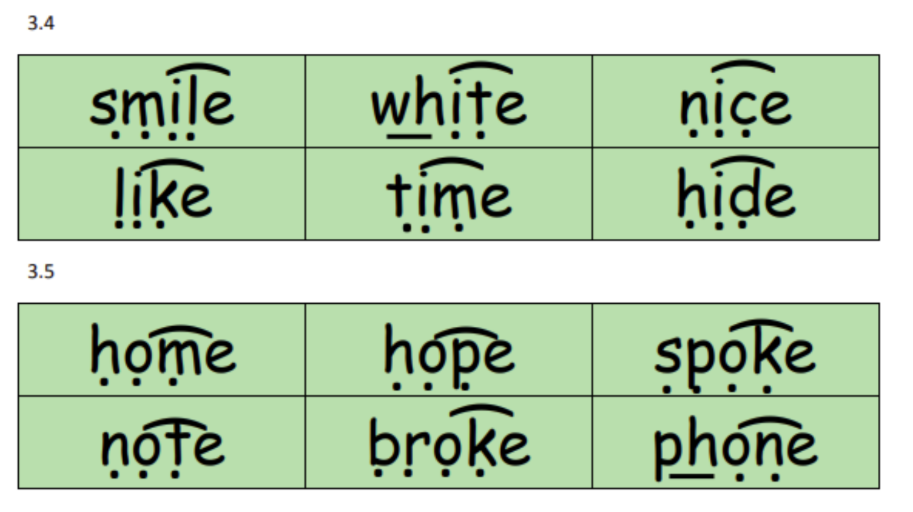 3.4
smile white nice
like time hide
3.5
home hope spoke
note broke phone